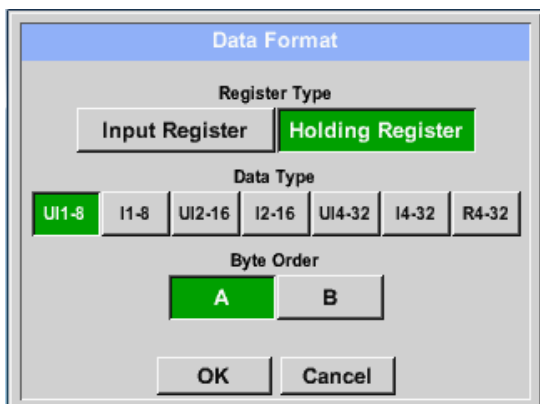 Data Format
Register Type
Input Register Holding Register
Data Type
UI1-8 I1-8 UI2-16 I2-16 UI4-32 I4-32 R4-32
Byte Order
A B
OK Cancel